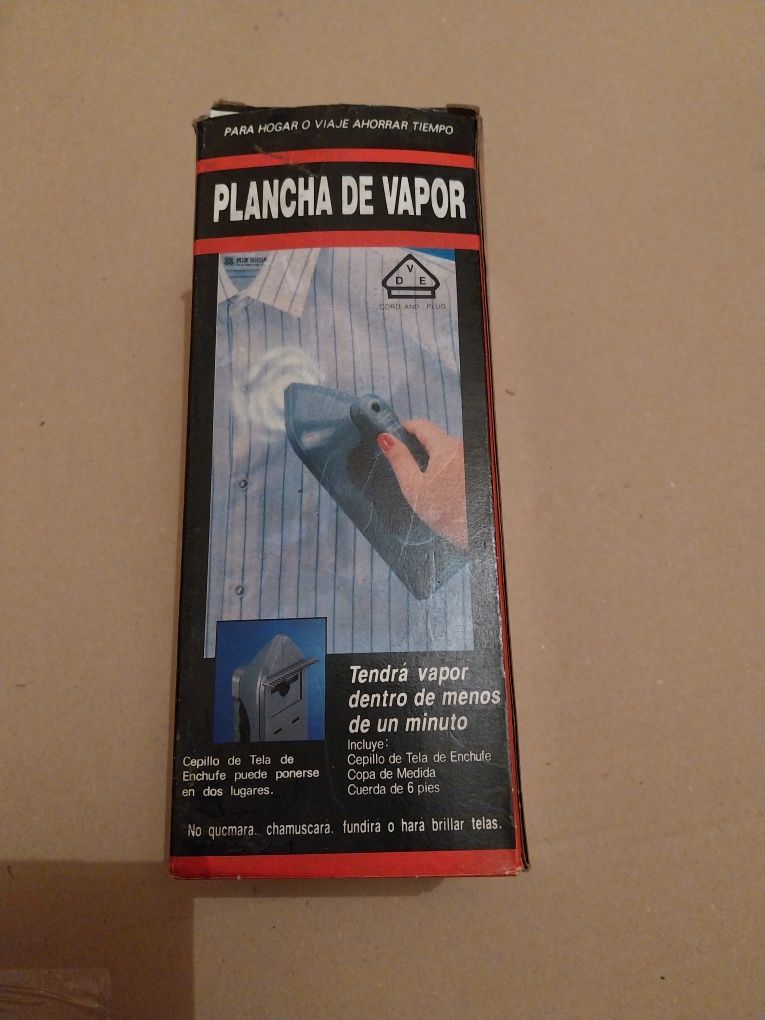 PARA HOGAR O VIAJE AHORRAR TIEMPO
PLANCHA DE VAPOR
V
D E
CORD AND PLUG
Tendrá vapor
dentro de menos
de un minuto
Incluye:
Cepillo de Tela de Enchufe
Copa de Medida
Cuerda de 6 pies
Cepillo de Tela de
Enchufe puede ponerse
en dos lugares.
No qucmara. chamuscara. fundira o hara brillar telas.